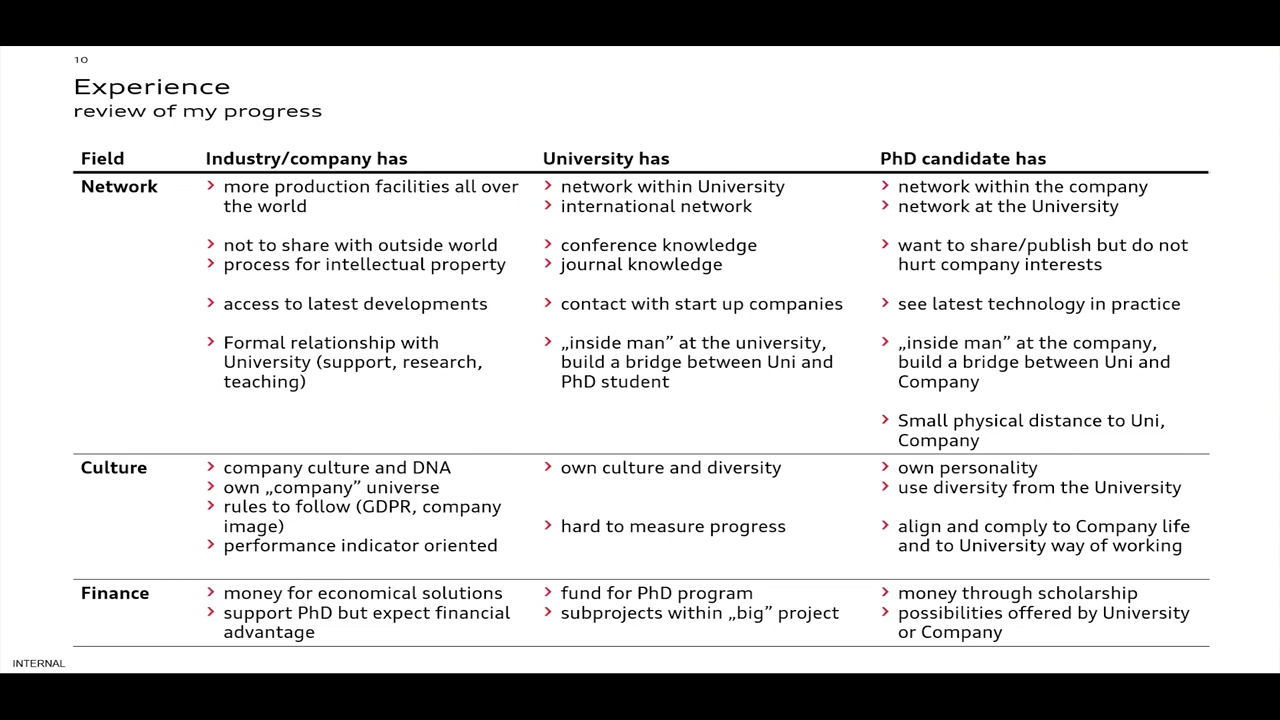 10
Experience
review of my progress
Field Industry/company has University has PhD candidate has
Network
> more production facilities all over
the world
> not to share with outside world
> process for intellectual property
> access to latest developments
> Formal relationship with
University (support, research,
teaching)
> network within University
> international network
> conference knowledge
> journal knowledge
> contact with start up companies
> „inside man” at the university,
build a bridge between Uni and
PhD student
> network within the company
> network at the University
> want to share/publish but do not
hurt company interests
> see latest technology in practice
> „inside man” at the company,
build a bridge between Uni and
Company
> Small physical distance to Uni,
Company
Culture
> company culture and DNA
> own „company” universe
> rules to follow (GDPR, company
image)
> performance indicator oriented
> own culture and diversity
> hard to measure progress
> own personality
> use diversity from the University
> align and comply to Company life
and to University way of working
Finance
> money for economical solutions
> support PhD but expect financial
advantage
> fund for PhD program
> subprojects within „big” project
> money through scholarship
> possibilities offered by University
or Company
INTERNAL